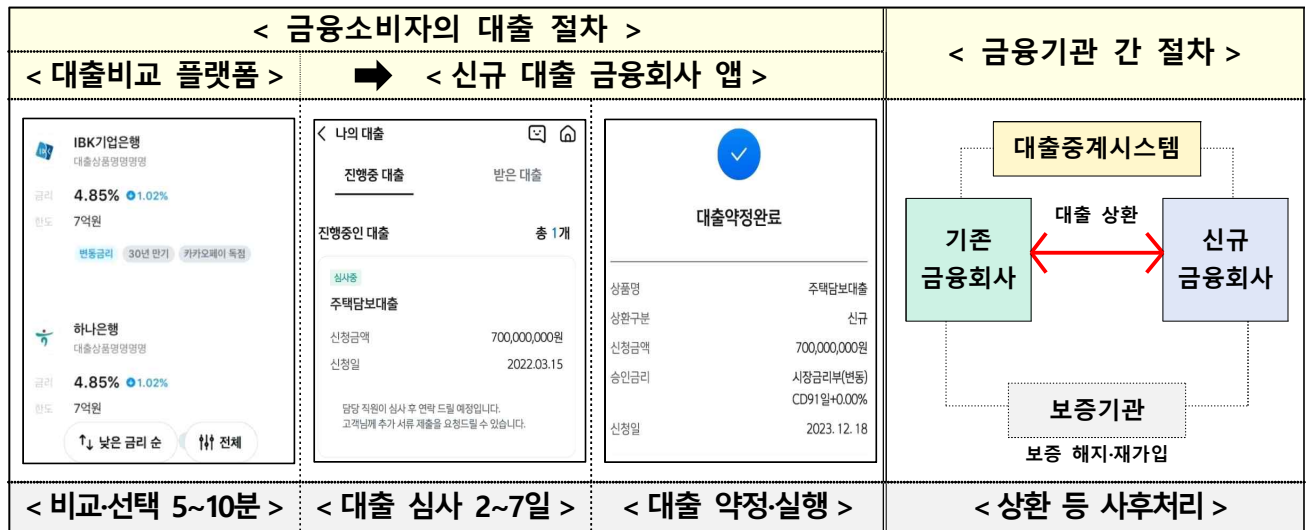 < 금융소비자의 대출 절차 >
< 금융기관 간 절차 >
< 대출비교 플랫폼 >
➡ < 신규 대출 금융회사 앱 >
IBK기업은행
대출상품명명명명
금리 4.85% 1.02%
한도 7억원
변동금리 30년 만기 카카오페이 독점
하나은행
대출상품명명명명
금리 4.85% 1.02%
한도 7억원
↑↓ 낮은 금리 순 전체
< 나의 대출
진행중 대출 받은 대출
진행중인 대출 총 1개
심사중
주택담보대출
신청금액 700,000,000원
신청일 2022.03.15
담당 직원이 심사 후 연락 드릴 예정입니다.
고객님께 추가 서류 제출을 요청드릴 수 있습니다.
대출약정완료
상품명 주택담보대출
상환구분 신규
신청금액 700,000,000원
승인금리 시장금리부(변동)
CD91일+0.00%
신청일 2023. 12. 18
대출중계시스템
기존
금융회사
대출 상환
신규
금융회사
보증기관
보증 해지·재가입
< 비교·선택 5~10분 >
< 대출 심사 2~7일 >
< 대출 약정·실행 >
< 상환 등 사후처리 >